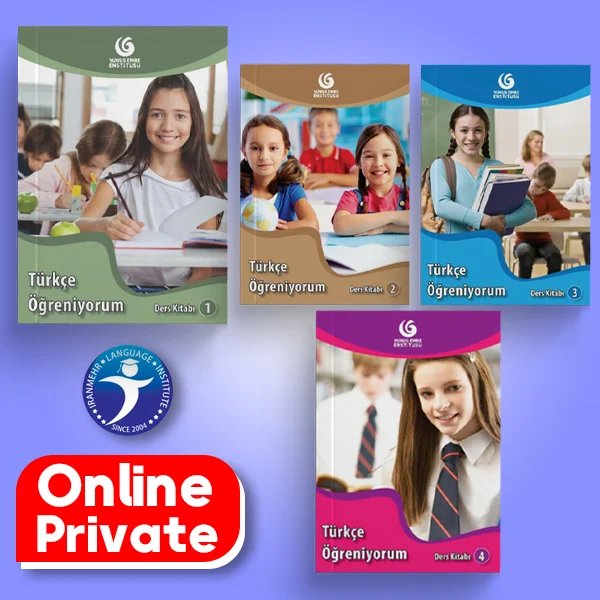 YUNUS EMRE
ENSTİTÜSÜ
Türkçe
Öğreniyorum
Ders Kitabı 1
YUNUS EMRE
ENSTİTÜSÜ
Türkçe
Öğreniyorum
Ders Kitabı 2
YUNUS EMRE
ENSTİTÜSÜ
Türkçe
Öğreniyorum
Ders Kitabı 3
IRANMEHR LANGUAGE INSTITUTE
SINCE 2004
YUNUS EMRE
ENSTİTÜSÜ
Türkçe
Öğreniyorum
Ders Kitabı 4
Online
Private